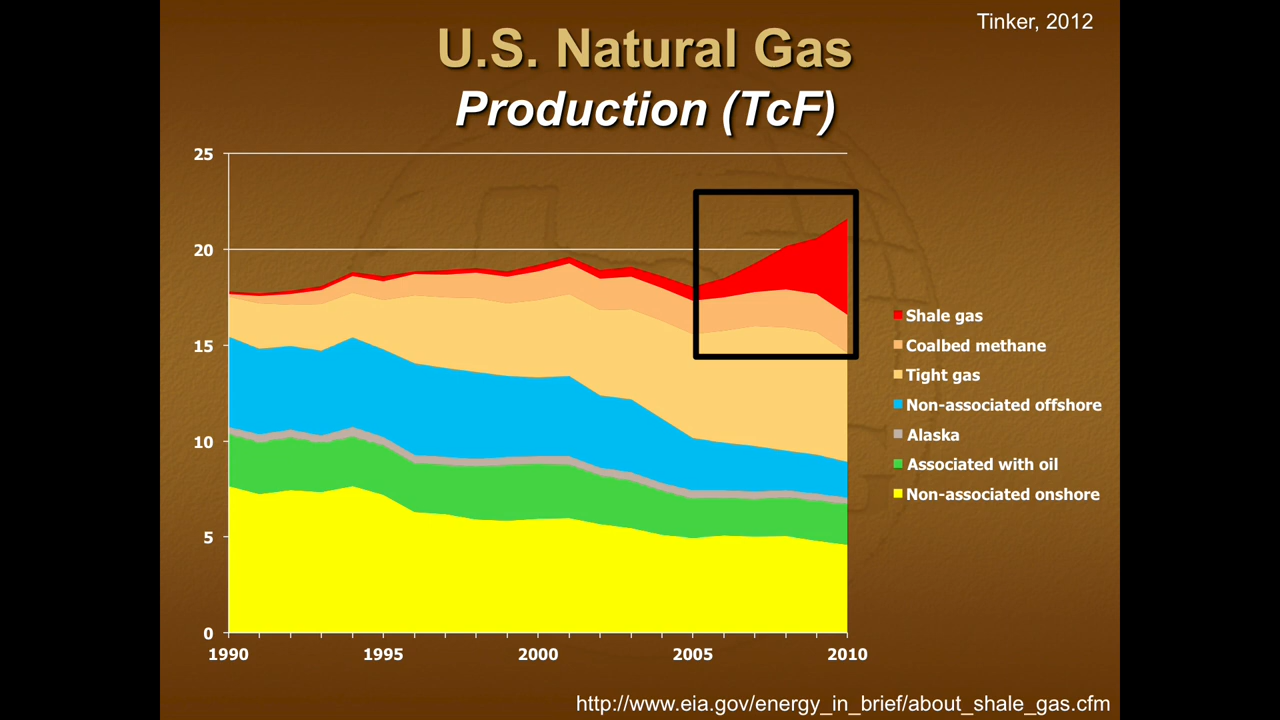 Tinker, 2012
U.S. Natural Gas
Production (TcF)
25
20
15
10
5
0
1990 1995 2000 2005 2010
Shale gas
Coalbed methane
Tight gas
Non-associated offshore
Alaska
Associated with oil
Non-associated onshore
http://www.eia.gov/energy_in_brief/about_shale_gas.cfm